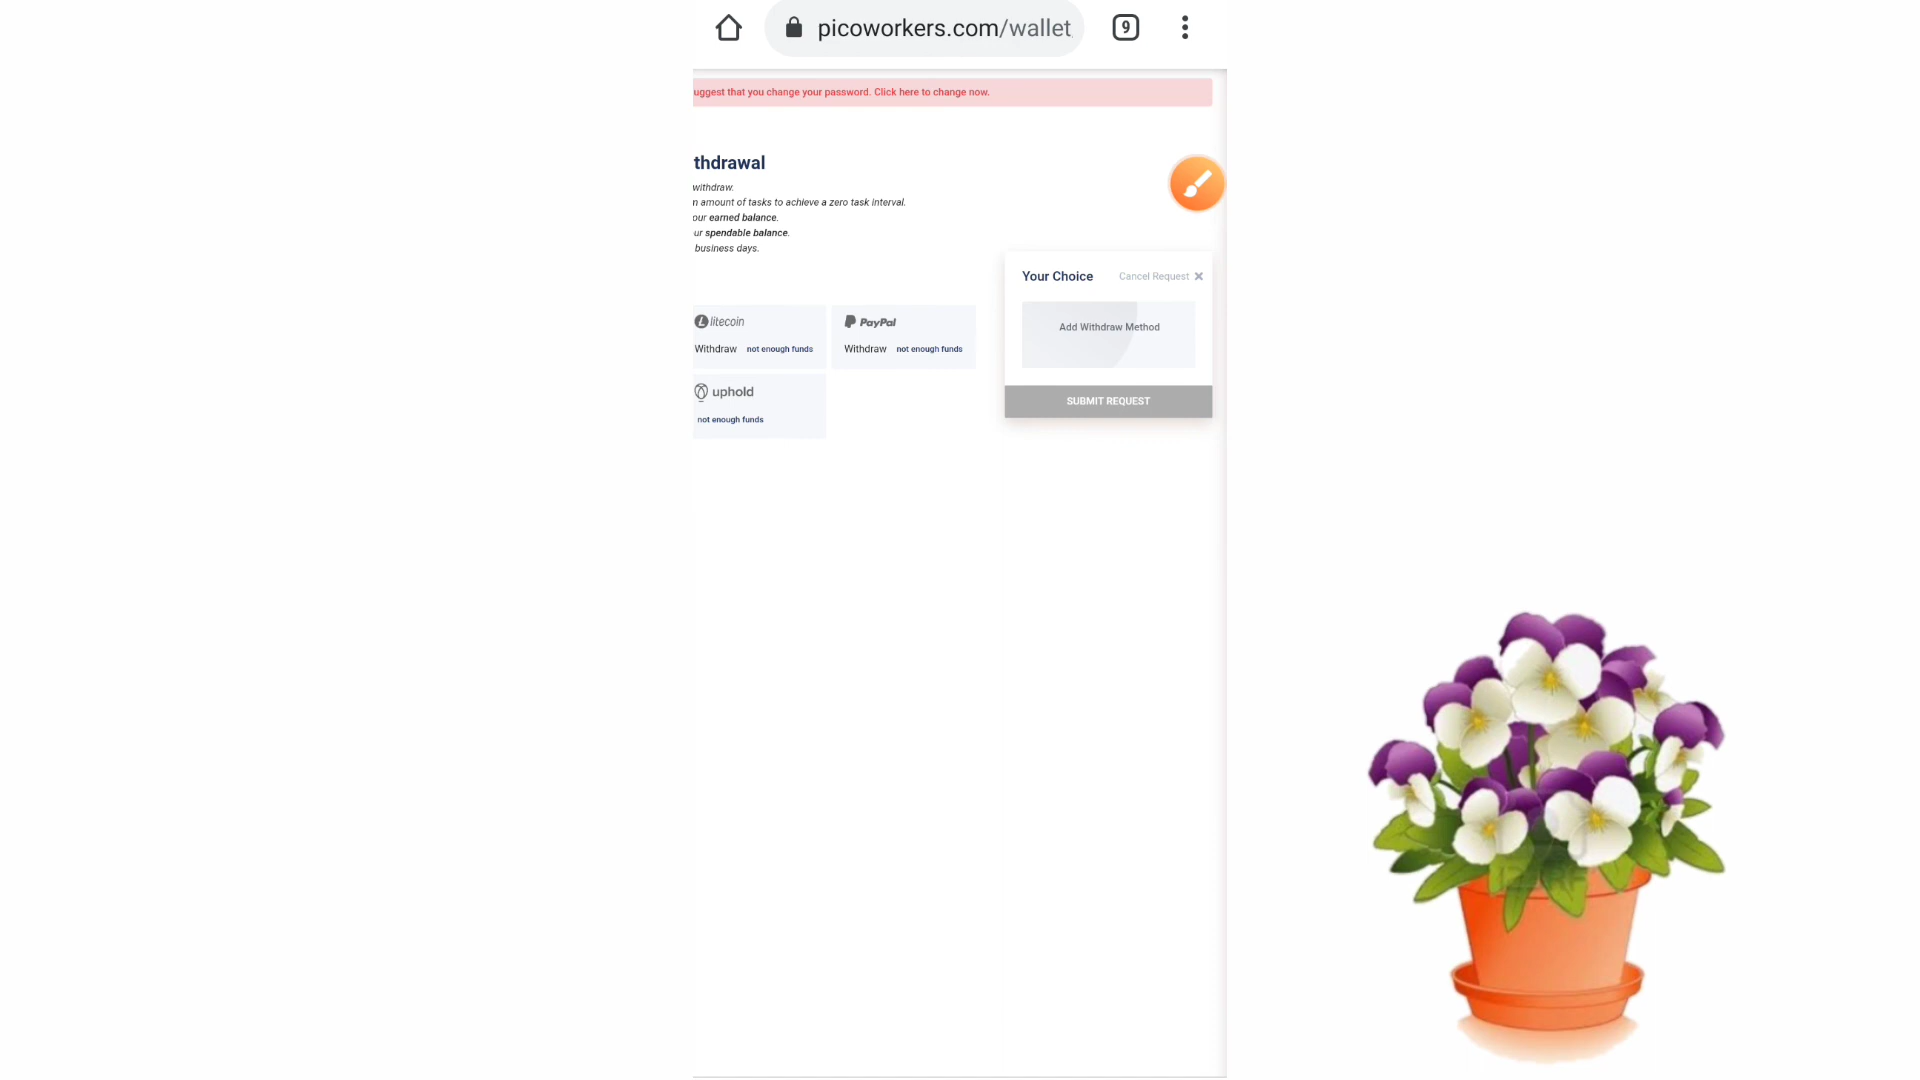 picoworkers.com/wallet
9
uggest that you change your password. Click here to change now.
thdrawal
withdraw.
n amount of tasks to achieve a zero task interval.
our earned balance.
ur spendable balance.
business days.
Your Choice
Cancel Request ×
Add Withdraw Method
SUBMIT REQUEST
litecoin
Withdraw not enough funds
PayPal
Withdraw not enough funds
uphold
not enough funds